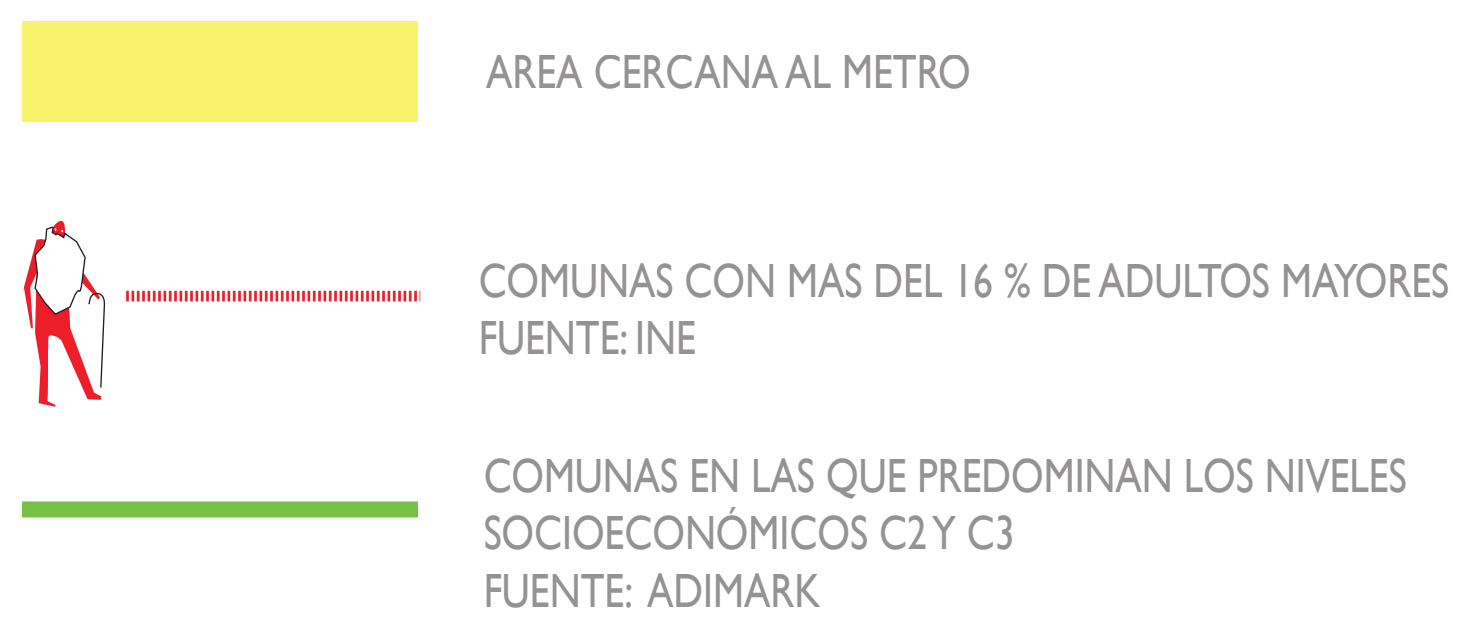 AREA CERCANA AL METRO
COMUNAS CON MAS DEL 16 % DE ADULTOS MAYORES
FUENTE: INE
COMUNAS EN LAS QUE PREDOMINAN LOS NIVELES
SOCIOECONÓMICOS C2 Y C3
FUENTE: ADIMARK